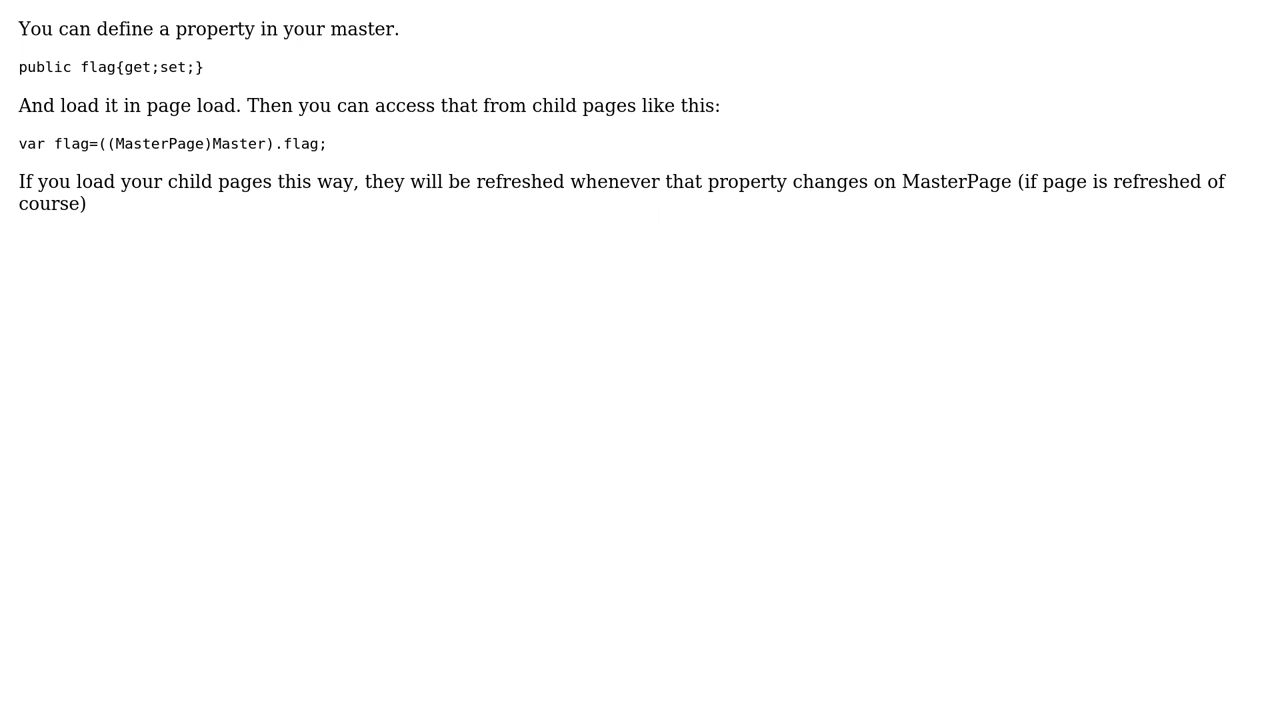 You can define a property in your master.
public flag{get;set;}
And load it in page load. Then you can access that from child pages like this:
var flag=((MasterPage)Master).flag;
If you load your child pages this way, they will be refreshed whenever that property changes on MasterPage (if page is refreshed of
course)